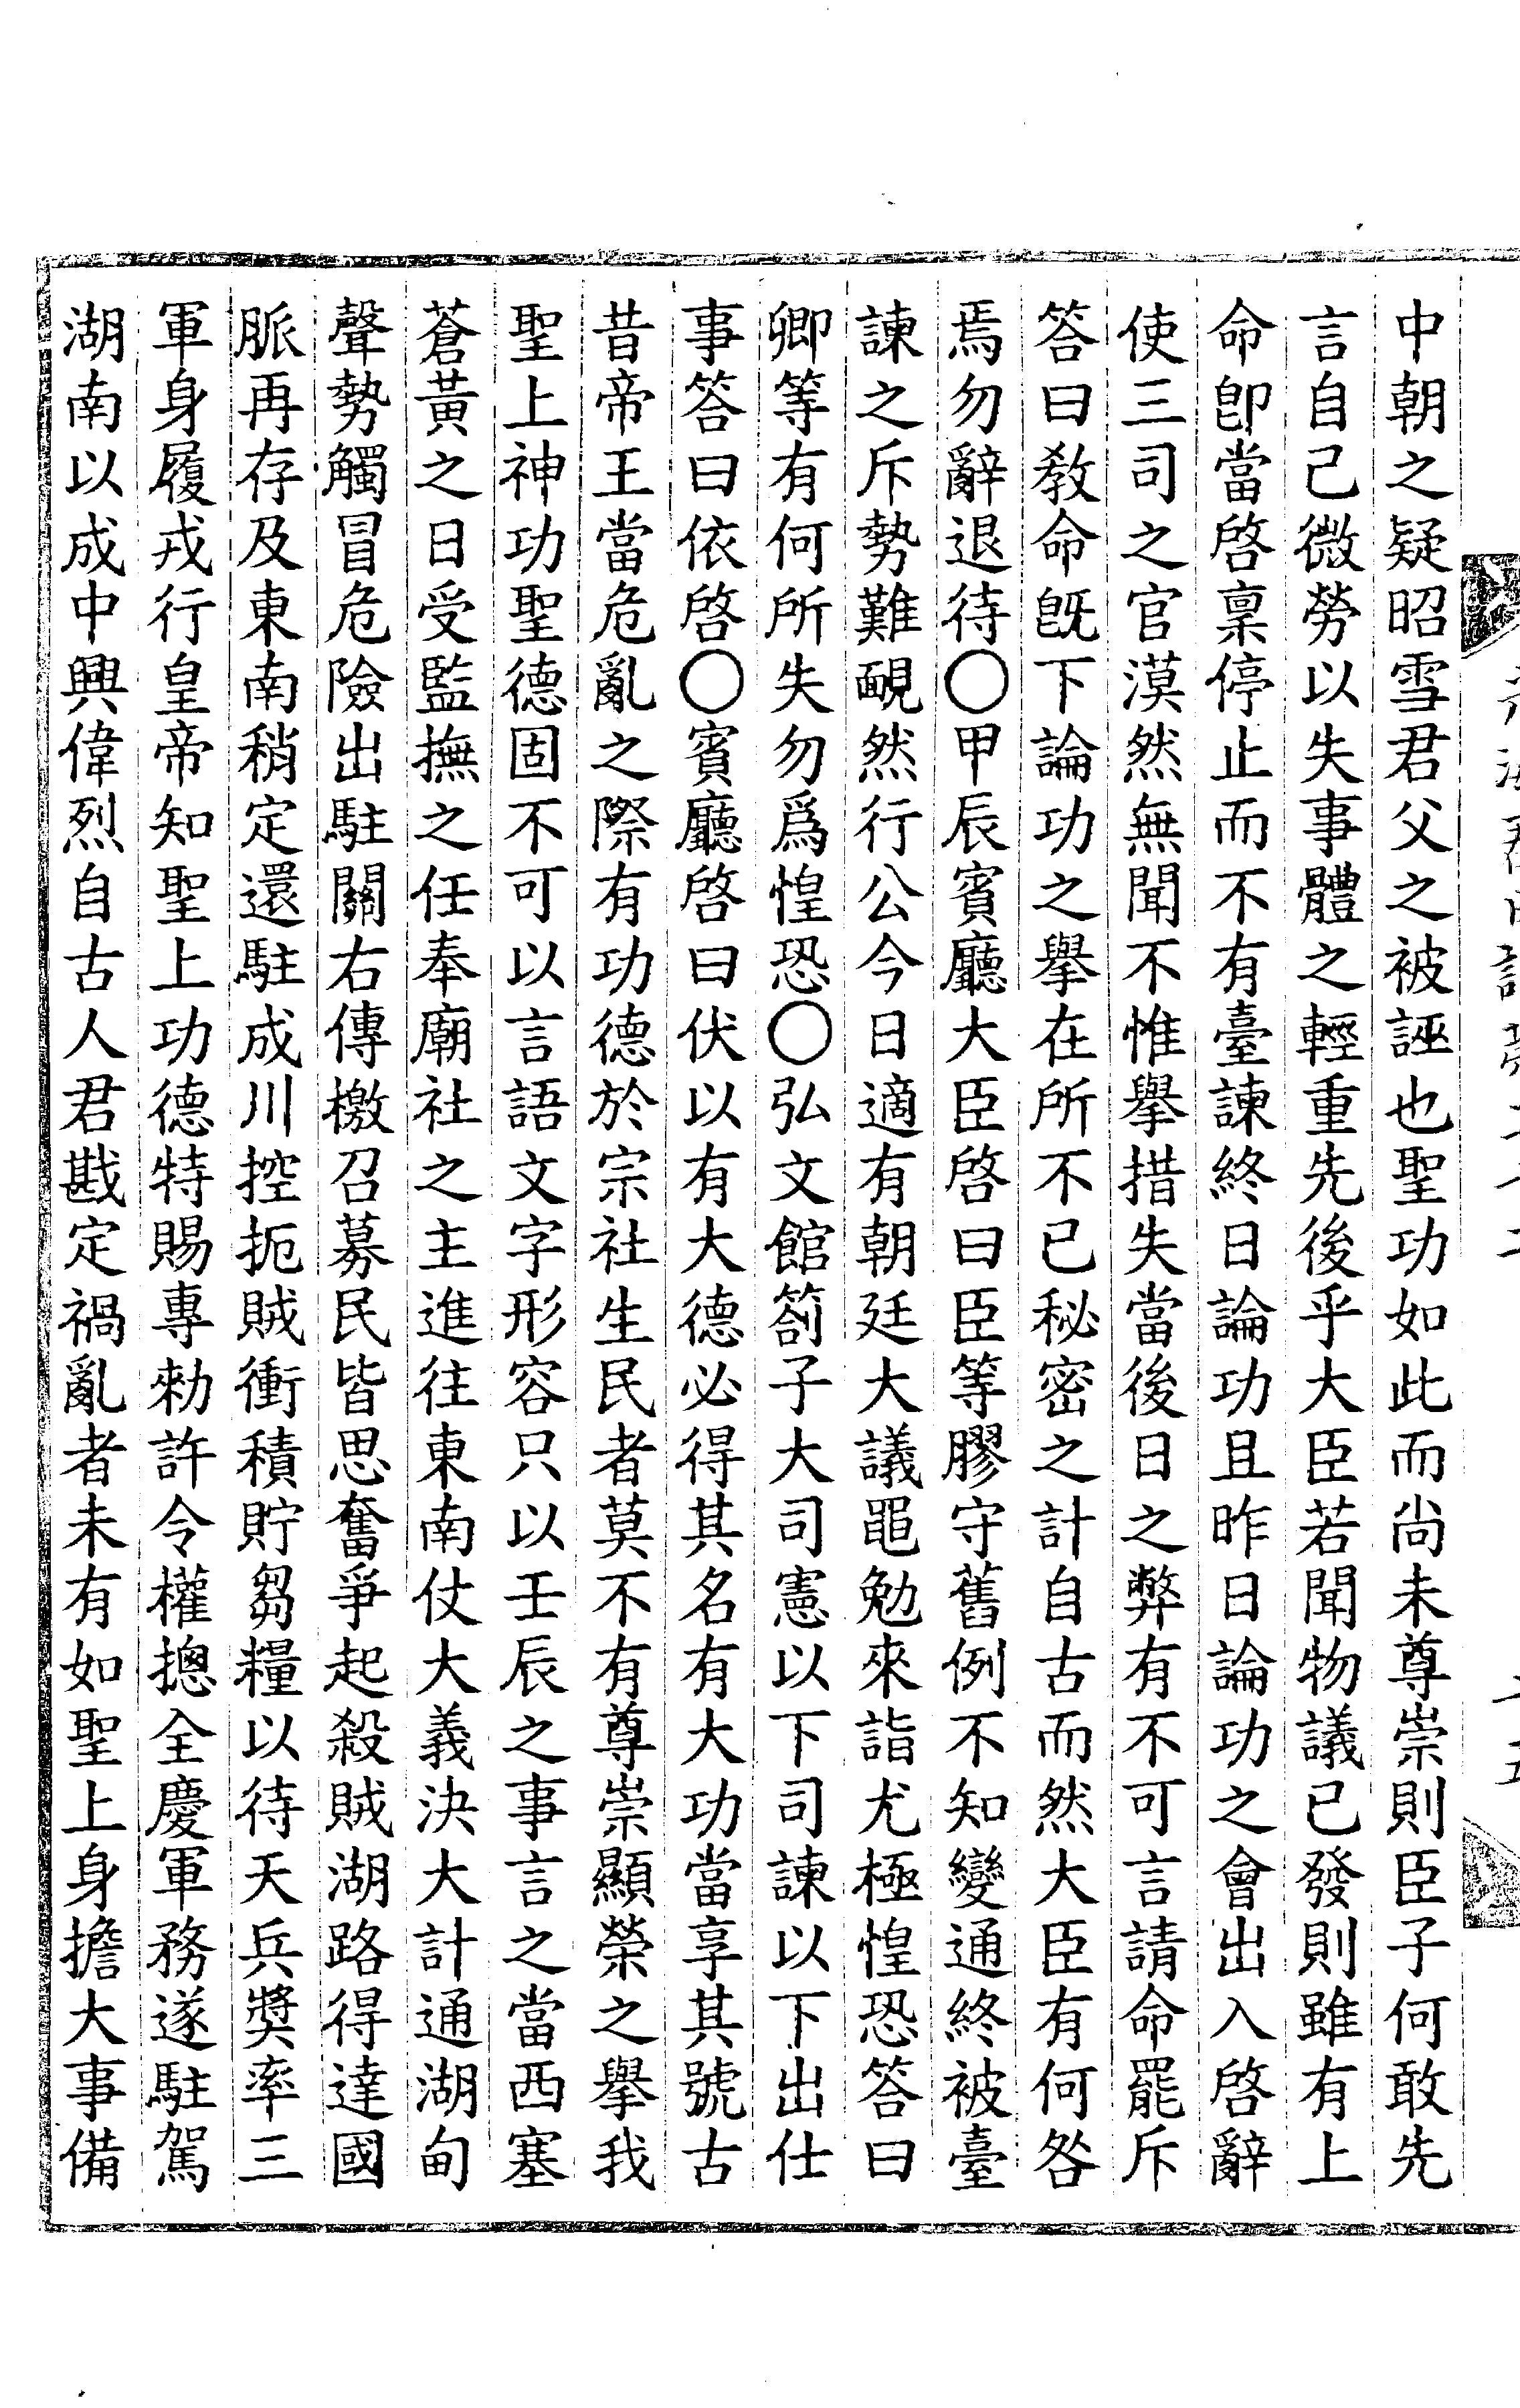 中朝之疑昭雪君父之被誣也聖功如此而尙未尊崇則臣子何敢先
言自己微勞以失事體之輕重先後乎大臣若聞物議已發則雖有上
命卽當啓稟停止而不有臺諫終日論功且昨日論功之會出入啓辭
使三司之官漠然無聞不惟擧措失當後日之弊有不可言請命罷斥
答曰敎命旣下論功之擧在所不已秘密之計自古而然大臣有何咎
焉勿辭退待○甲辰賓廳大臣啓曰臣等膠守舊例不知變通終被臺
諫之斥勢難靦然行公今日適有朝廷大議黽勉來詣尤極惶恐答曰
卿等有何所失勿爲惶恐○弘文館箚子大司憲以下司諫以下出仕
事答曰依啓○賓廳啓曰伏以有大德必得其名有大功當享其號古
昔帝王當危亂之際有功德於宗社生民者莫不有尊崇顯榮之擧我
聖上神功聖德固不可以言語文字形容只以壬辰之事言之當西塞
蒼黃之日受監撫之任奉廟社之主進往東南仗大義決大計通湖甸
聲勢觸冒危險出駐關右傳檄召募民皆思奮爭起殺賊湖路得達國
脈再存及東南稍定還駐成川控扼賊衝積貯芻糧以待天兵奬率三
軍身履戎行皇帝知聖上功德特賜專勅許令權摠全慶軍務遂駐駕
湖南以成中興偉烈自古人君戡定禍亂者未有如聖上身擔大事備